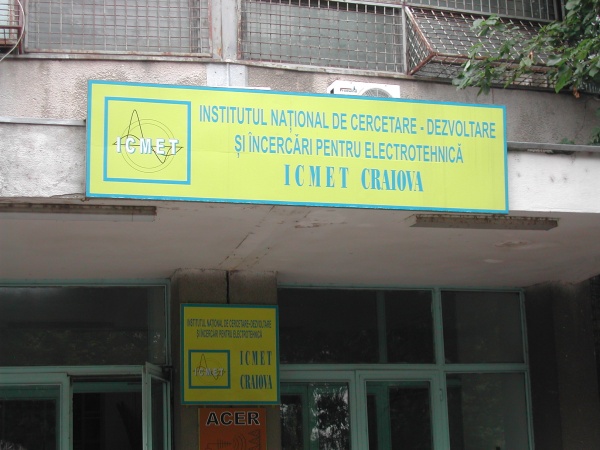 INSTITUTUL NAȚIONAL DE CERCETARE - DEZVOLTARE
ȘI ÎNCERCĂRI PENTRU ELECTROTEHNICĂ
ICMET
ICMET CRAIOVA
INSTITUTUL NAȚIONAL DE CERCETARE-DEZVOLTARE
ȘI ÎNCERCĂRI PENTRU ELECTROTEHNICĂ
ICMET
ICMET
CRAIOVA
ACER